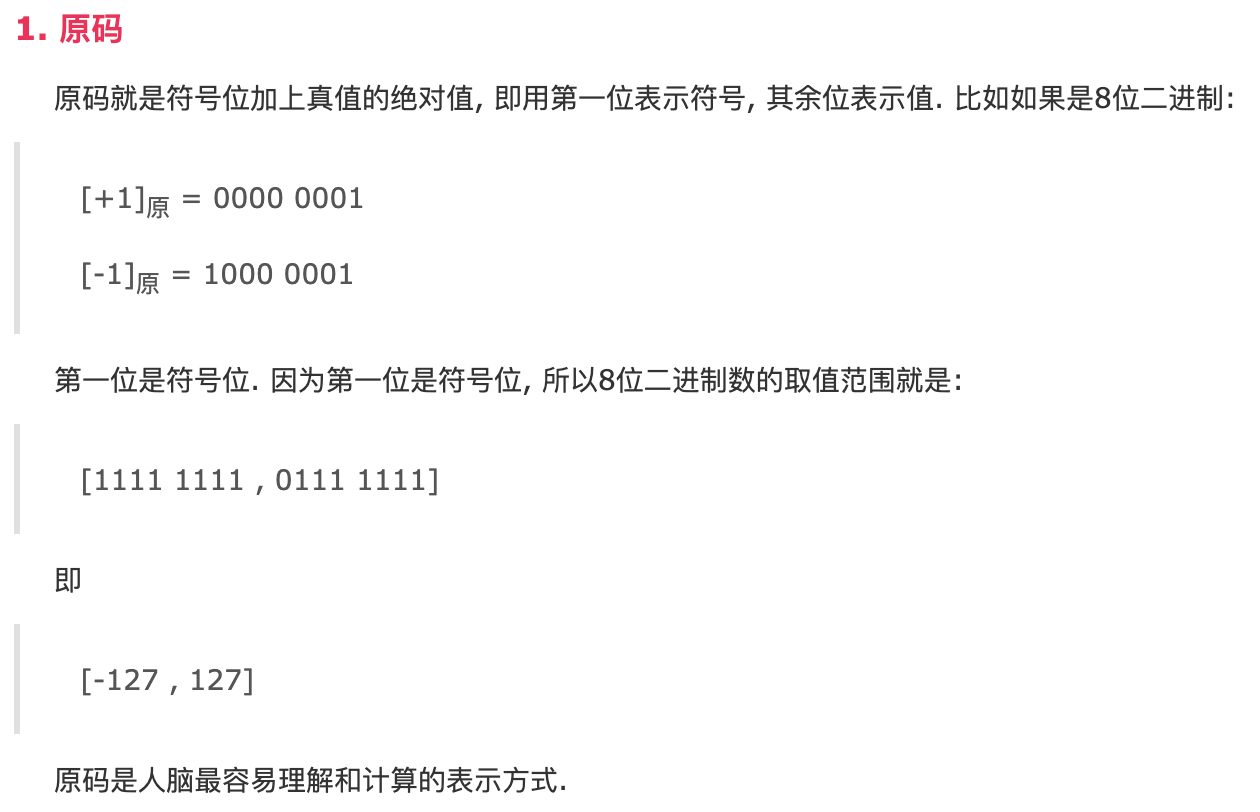 1. 原码
原码就是符号位加上真值的绝对值, 即用第一位表示符号, 其余位表示值. 比如如果是8位二进制:
[+1]原 = 0000 0001
[-1]原 = 1000 0001
第一位是符号位. 因为第一位是符号位, 所以8位二进制数的取值范围就是:
[1111 1111 , 0111 1111]
即
[-127 , 127]
原码是人脑最容易理解和计算的表示方式.